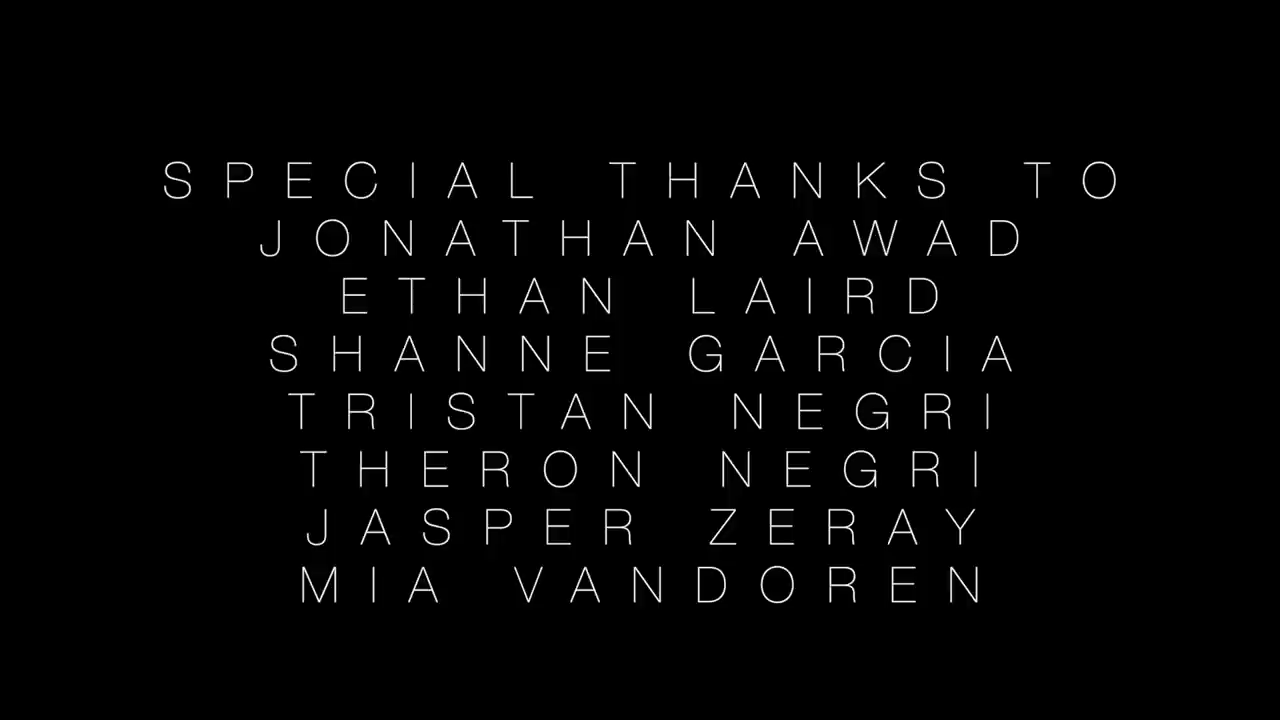 SPECIAL THANKS TO
JONATHAN AWAD
ETHAN LAIRD
SHANNE GARCIA
TRISTAN NEGRI
THERON NEGRI
JASPER ZERAY
MIA VANDOREN